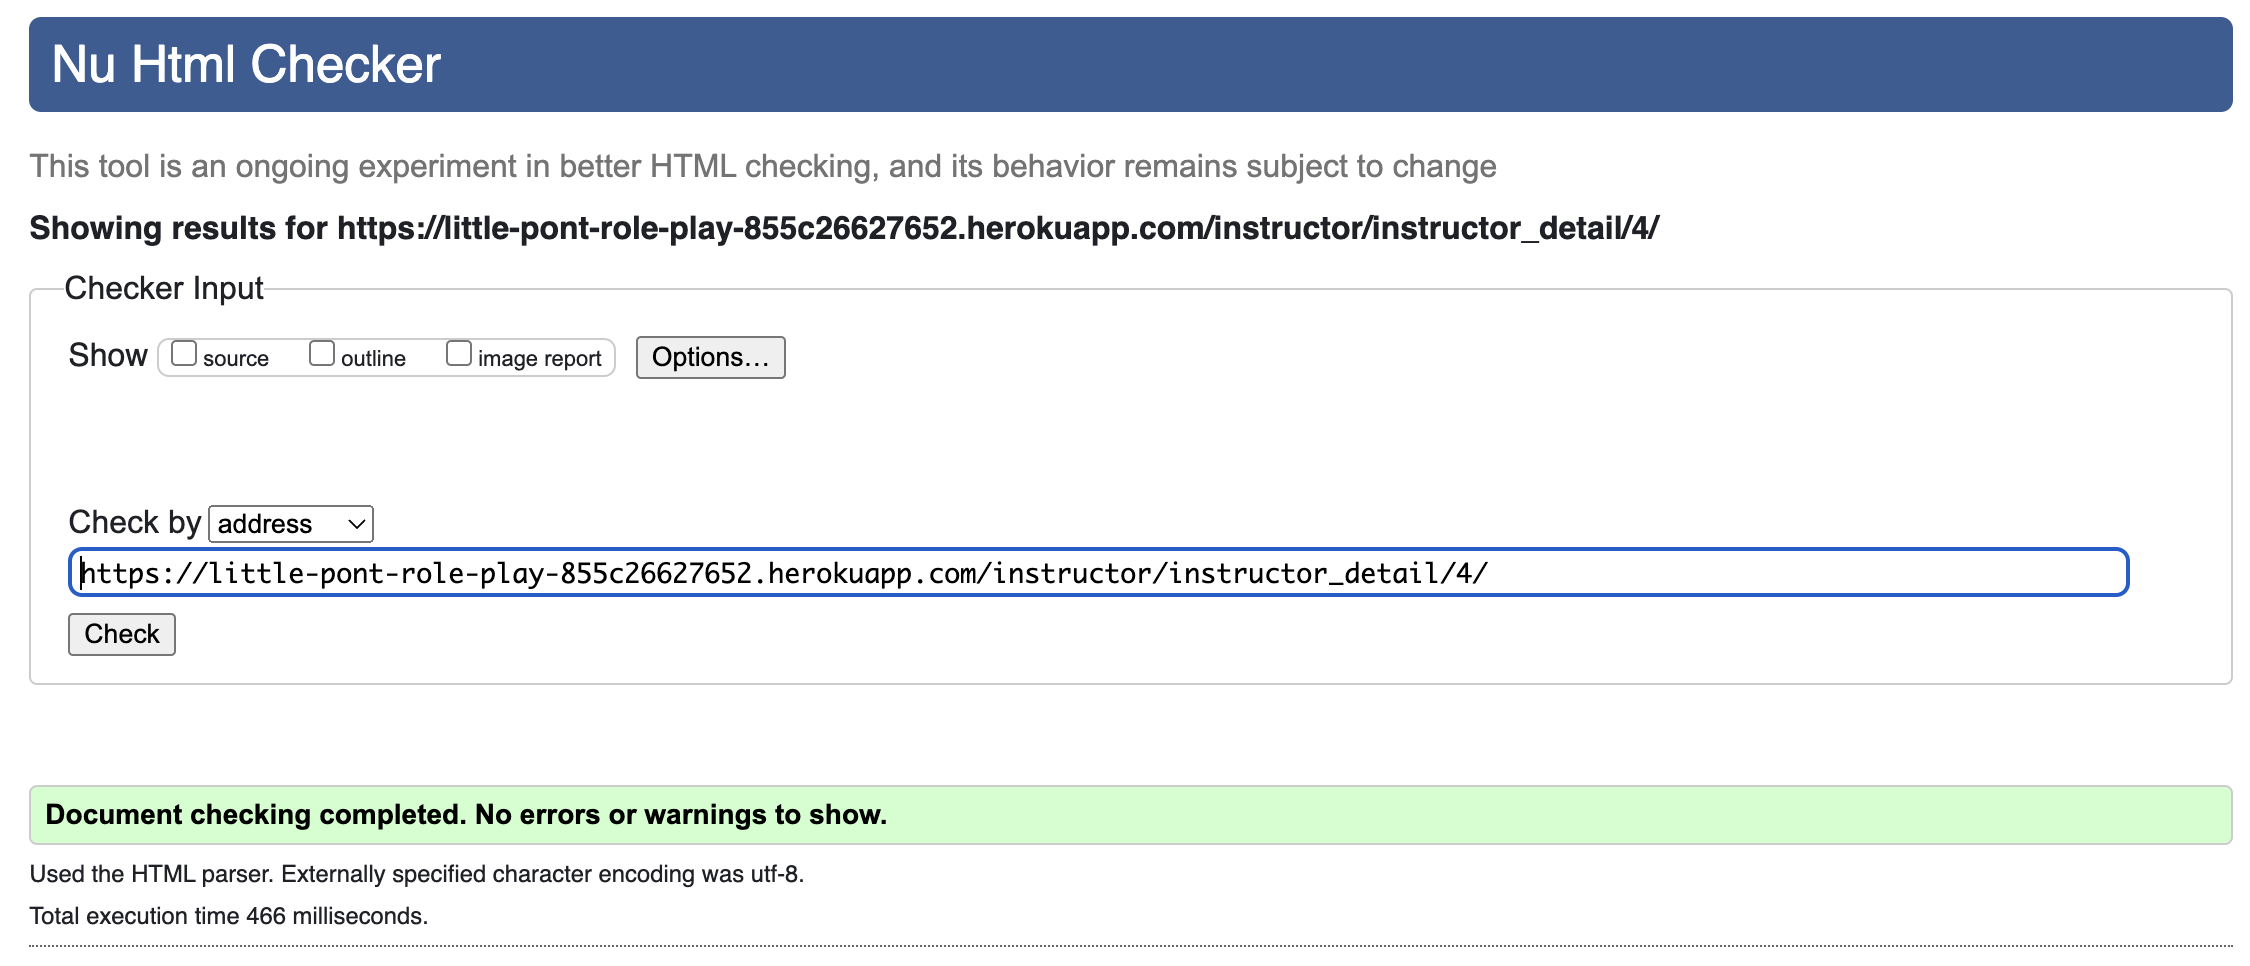 Nu Html Checker
This tool is an ongoing experiment in better HTML checking, and its behavior remains subject to change
Showing results for https://little-pont-role-play-855c26627652.herokuapp.com/instructor/instructor_detail/4/
Checker Input
Show source outline image report Options...
Check by address
https://little-pont-role-play-855c26627652.herokuapp.com/instructor/instructor_detail/4/
Check
Document checking completed. No errors or warnings to show.
Used the HTML parser. Externally specified character encoding was utf-8.
Total execution time 466 milliseconds.